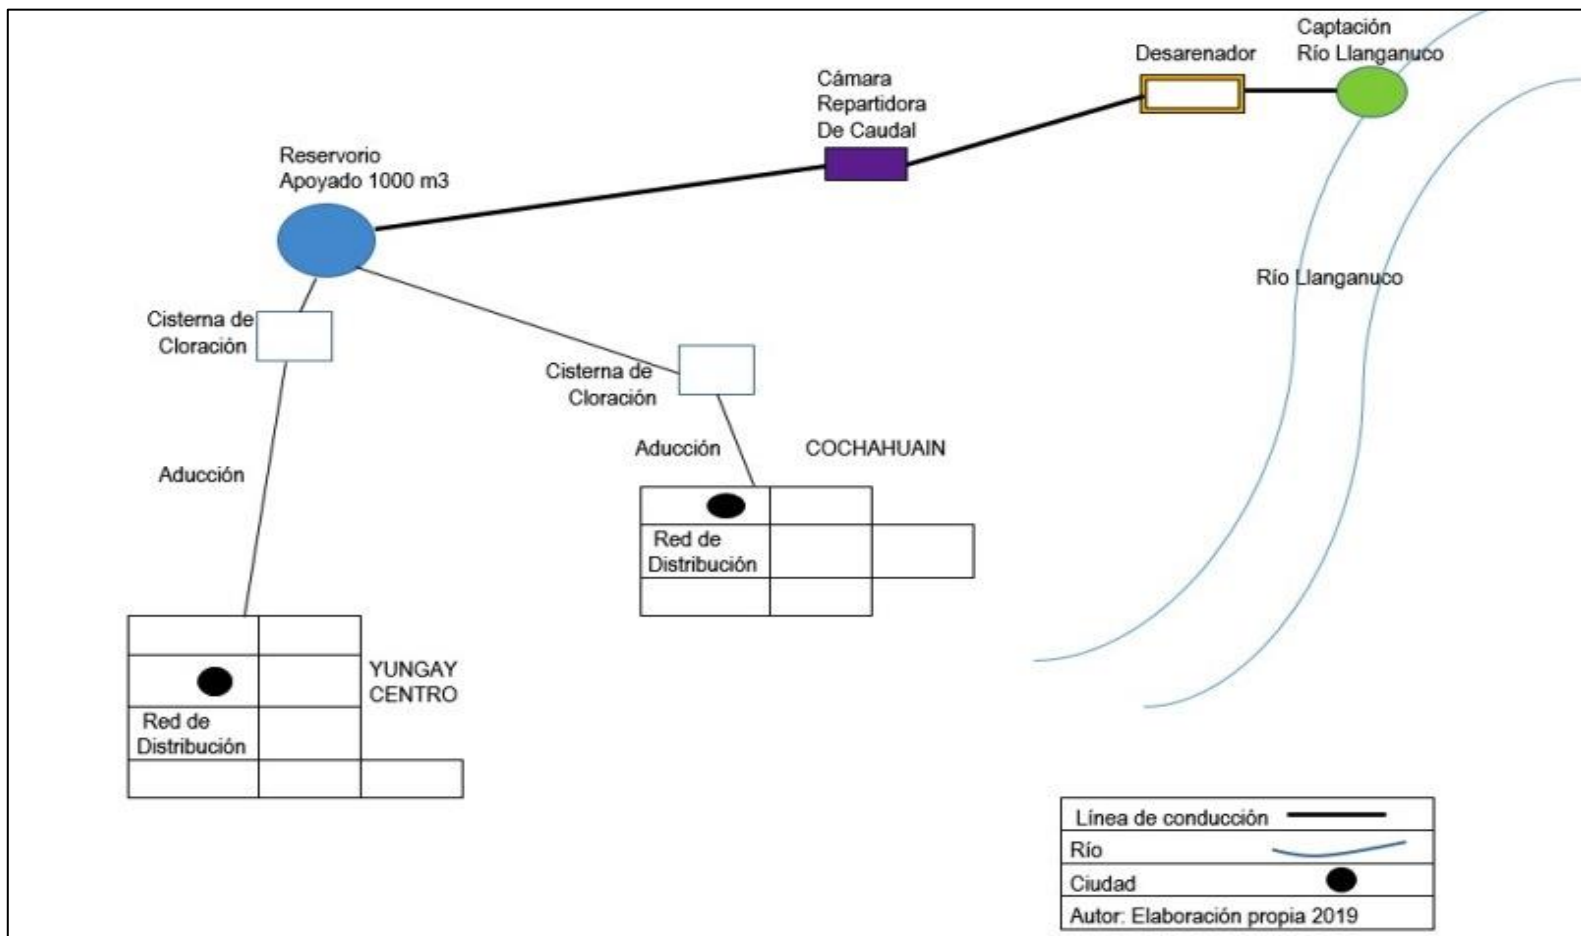 Captación
Río Llanganuco
Desarenador
Cámara
Repartidora
De Caudal
Reservorio
Apoyado 1000 m3
Río Llanganuco
Cisterna de
Cloración
Cisterna de
Cloración
Aducción
COCHAHUAIN
Aducción
Red de
Distribución
YUNGAY
CENTRO
Red de
Distribución
Línea de conducción
Río
Ciudad
Autor: Elaboración propia 2019